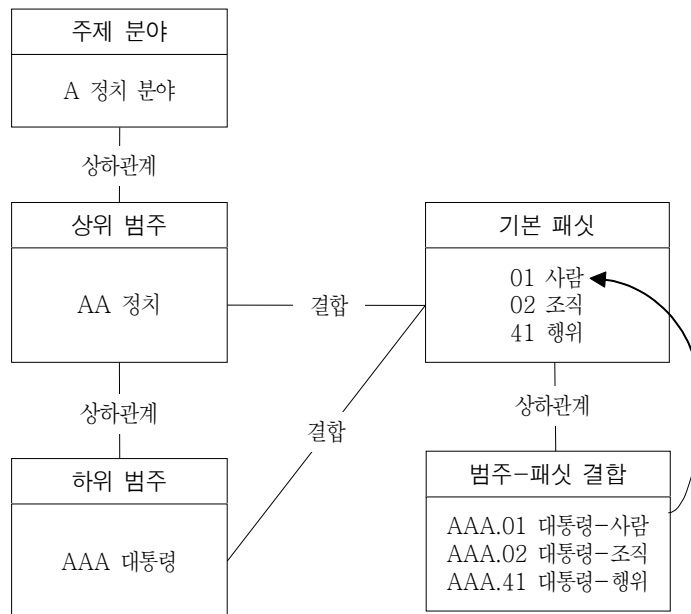 주제 분야
A 정치 분야
상하관계
상위 범주
AA 정치
상하관계
하위 범주
AAA 대통령
결합
결합
기본 패싯
01 사람
02 조직
41 행위
상하관계
범주-패싯 결합
AAA.01 대통령-사람
AAA.02 대통령-조직
AAA.41 대통령-행위